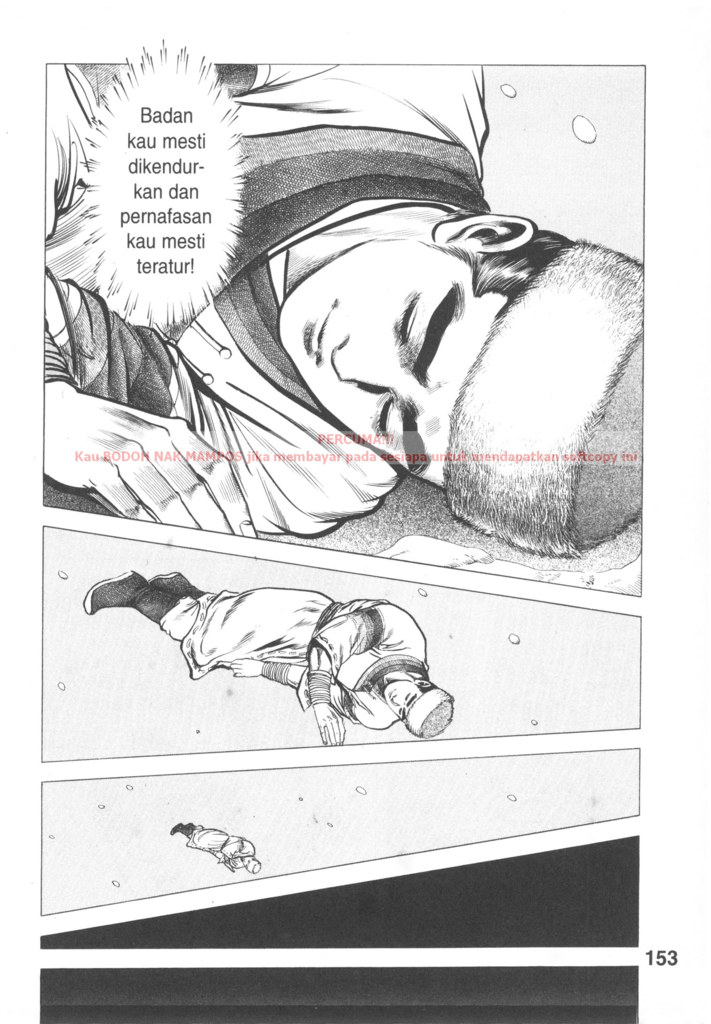 Badan
kau mesti
dikendur-
kan dan
pernafasan
kau mesti
teratur!
PERCUMA!!!
Kau BODOH NAK MAMPOS jika membayar pada sesiapa untuk mendapatkan softcopy ini
153